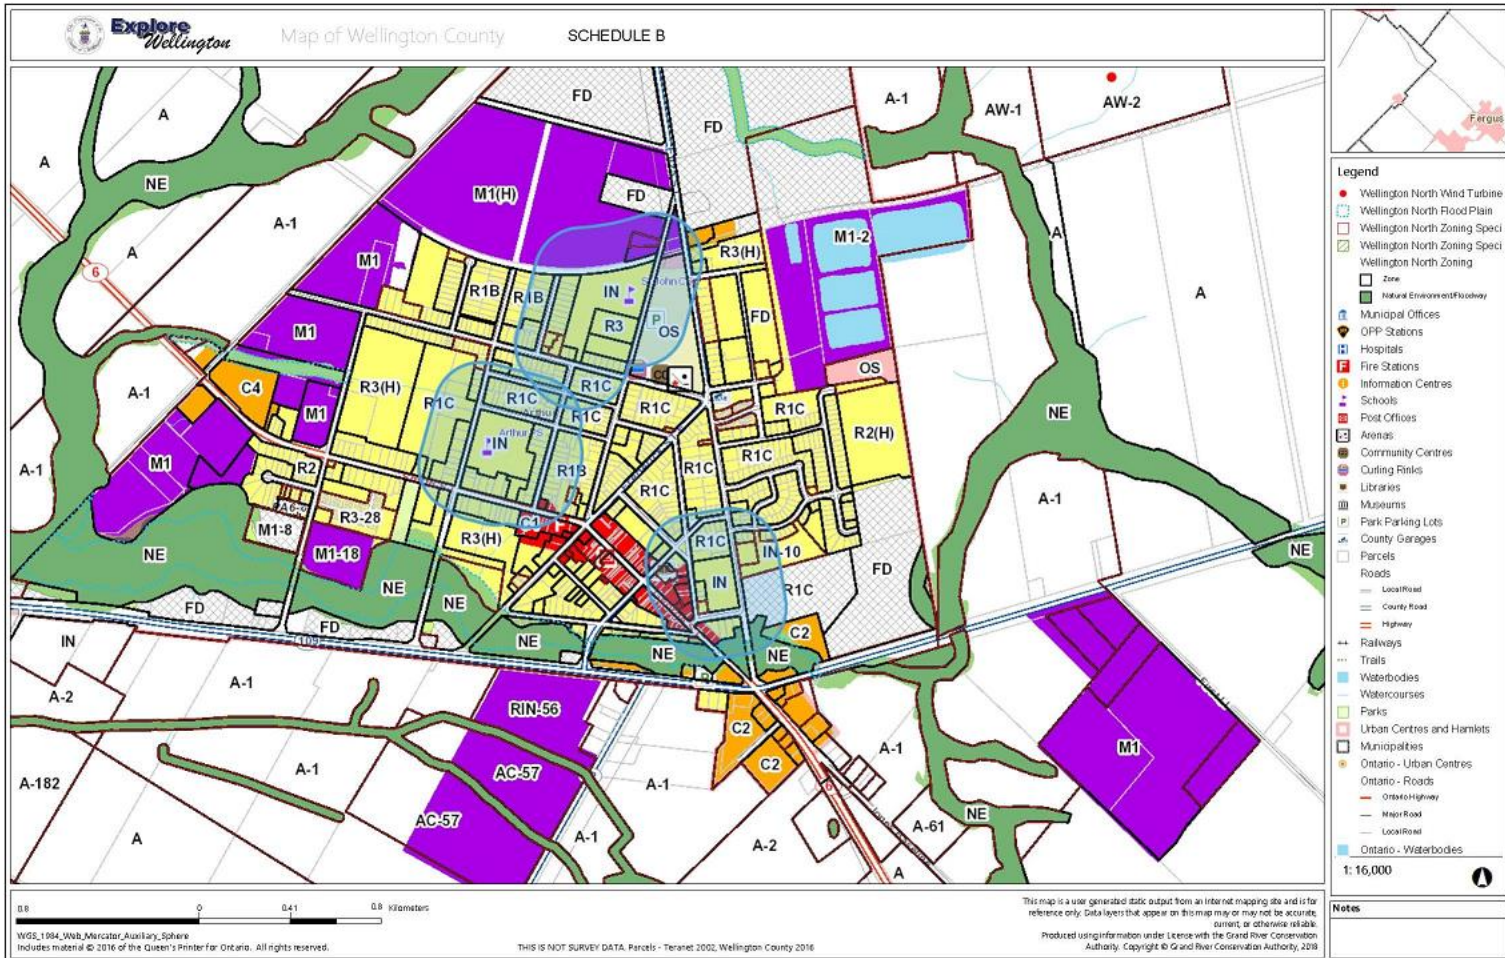 Explore
Wellington
Map of Wellington County
SCHEDULE B
Fergus
FD
A
A-1
AW-1
AW-2
FD
A
NE
M1(H)
FD
A-1
A
6
M1
R3(H)
M1-2
A
A
R1B
R1B
IN
M1
R3
OS
FD
P
OS
A-1
C4
R3(H)
R1C
R1C
R1C
R1C
R1C
R1C
NE
M1
IN
R2(H)
A-1
M1
R2
R1B
R1C
R1C
R1C
A-1
R3-28
C1
F
M1-8
R3(H)
R1C
IN-10
NE
M1-18
NE
FD
NE
IN
R1C
FD
NE
C2
FD
109
NE
NE
NE
IN
A-2
A-1
RIN-56
C2
A-1
M1
A-182
A-1
AC-57
A-1
C2
6
AC-57
A-61
NE
A
A-1
A-2
A
Legend
Wellington North Wind Turbine
Wellington North Flood Plain
Wellington North Zoning Speci
Wellington North Zoning Speci
Wellington North Zoning
Zone
Natural Environment/Floodway
Municipal Offices
OPP Stations
Hospitals
Fire Stations
Information Centres
Schools
Post Offices
Arenas
Community Centres
Curling Rinks
Libraries
Museums
Park Parking Lots
County Garages
Parcels
Roads
Local Road
County Road
Highway
Railways
Trails
Waterbodies
Watercourses
Parks
Urban Centres and Hamlets
Municipalities
Ontario - Urban Centres
Ontario - Roads
Ontario Highway
Major Road
Local Road
Ontario - Waterbodies
1: 16,000
Notes
0.8 0 0.41 0.8 Kilometers
WGS_1984_Web_Mercator_Auxiliary_Sphere
Includes material © 2016 of the Queen's Printer for Ontario. All rights reserved.
THIS IS NOT SURVEY DATA. Parcels - Teranet 2002, Wellington County 2016
This map is a user generated static output from an Internet mapping site and is for
reference only. Data layers that appear on this map may or may not be accurate,
current, or otherwise reliable.
Produced using information under License with the Grand River Conservation
Authority. Copyright © Grand River Conservation Authority, 2018